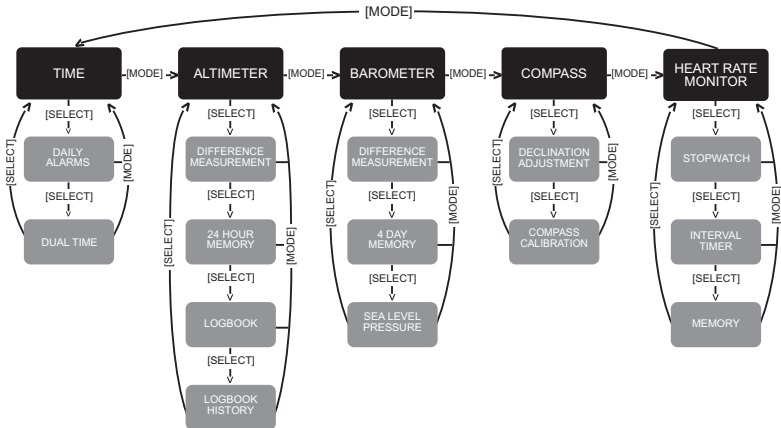 [MODE]
TIME
[MODE]
ALTIMETER
[MODE]
BAROMETER
[MODE]
COMPASS
[MODE]
HEART RATE
MONITOR
[SELECT]
[SELECT]
[SELECT]
[SELECT]
[SELECT]
DAILY
ALARMS
DIFFERENCE
MEASUREMENT
DIFFERENCE
MEASUREMENT
DECLINATION
ADJUSTMENT
STOPWATCH
[SELECT]
[MODE]
[SELECT]
[MODE]
[SELECT]
[SELECT]
[SELECT]
[SELECT]
[SELECT]
DUAL TIME
24 HOUR
MEMORY
4 DAY
MEMORY
COMPASS
CALIBRATION
INTERVAL
TIMER
[SELECT]
[MODE]
[SELECT]
[MODE]
[SELECT]
[MODE]
[SELECT]
[SELECT]
[SELECT]
LOGBOOK
SEA LEVEL
PRESSURE
MEMORY
[SELECT]
LOGBOOK
HISTORY